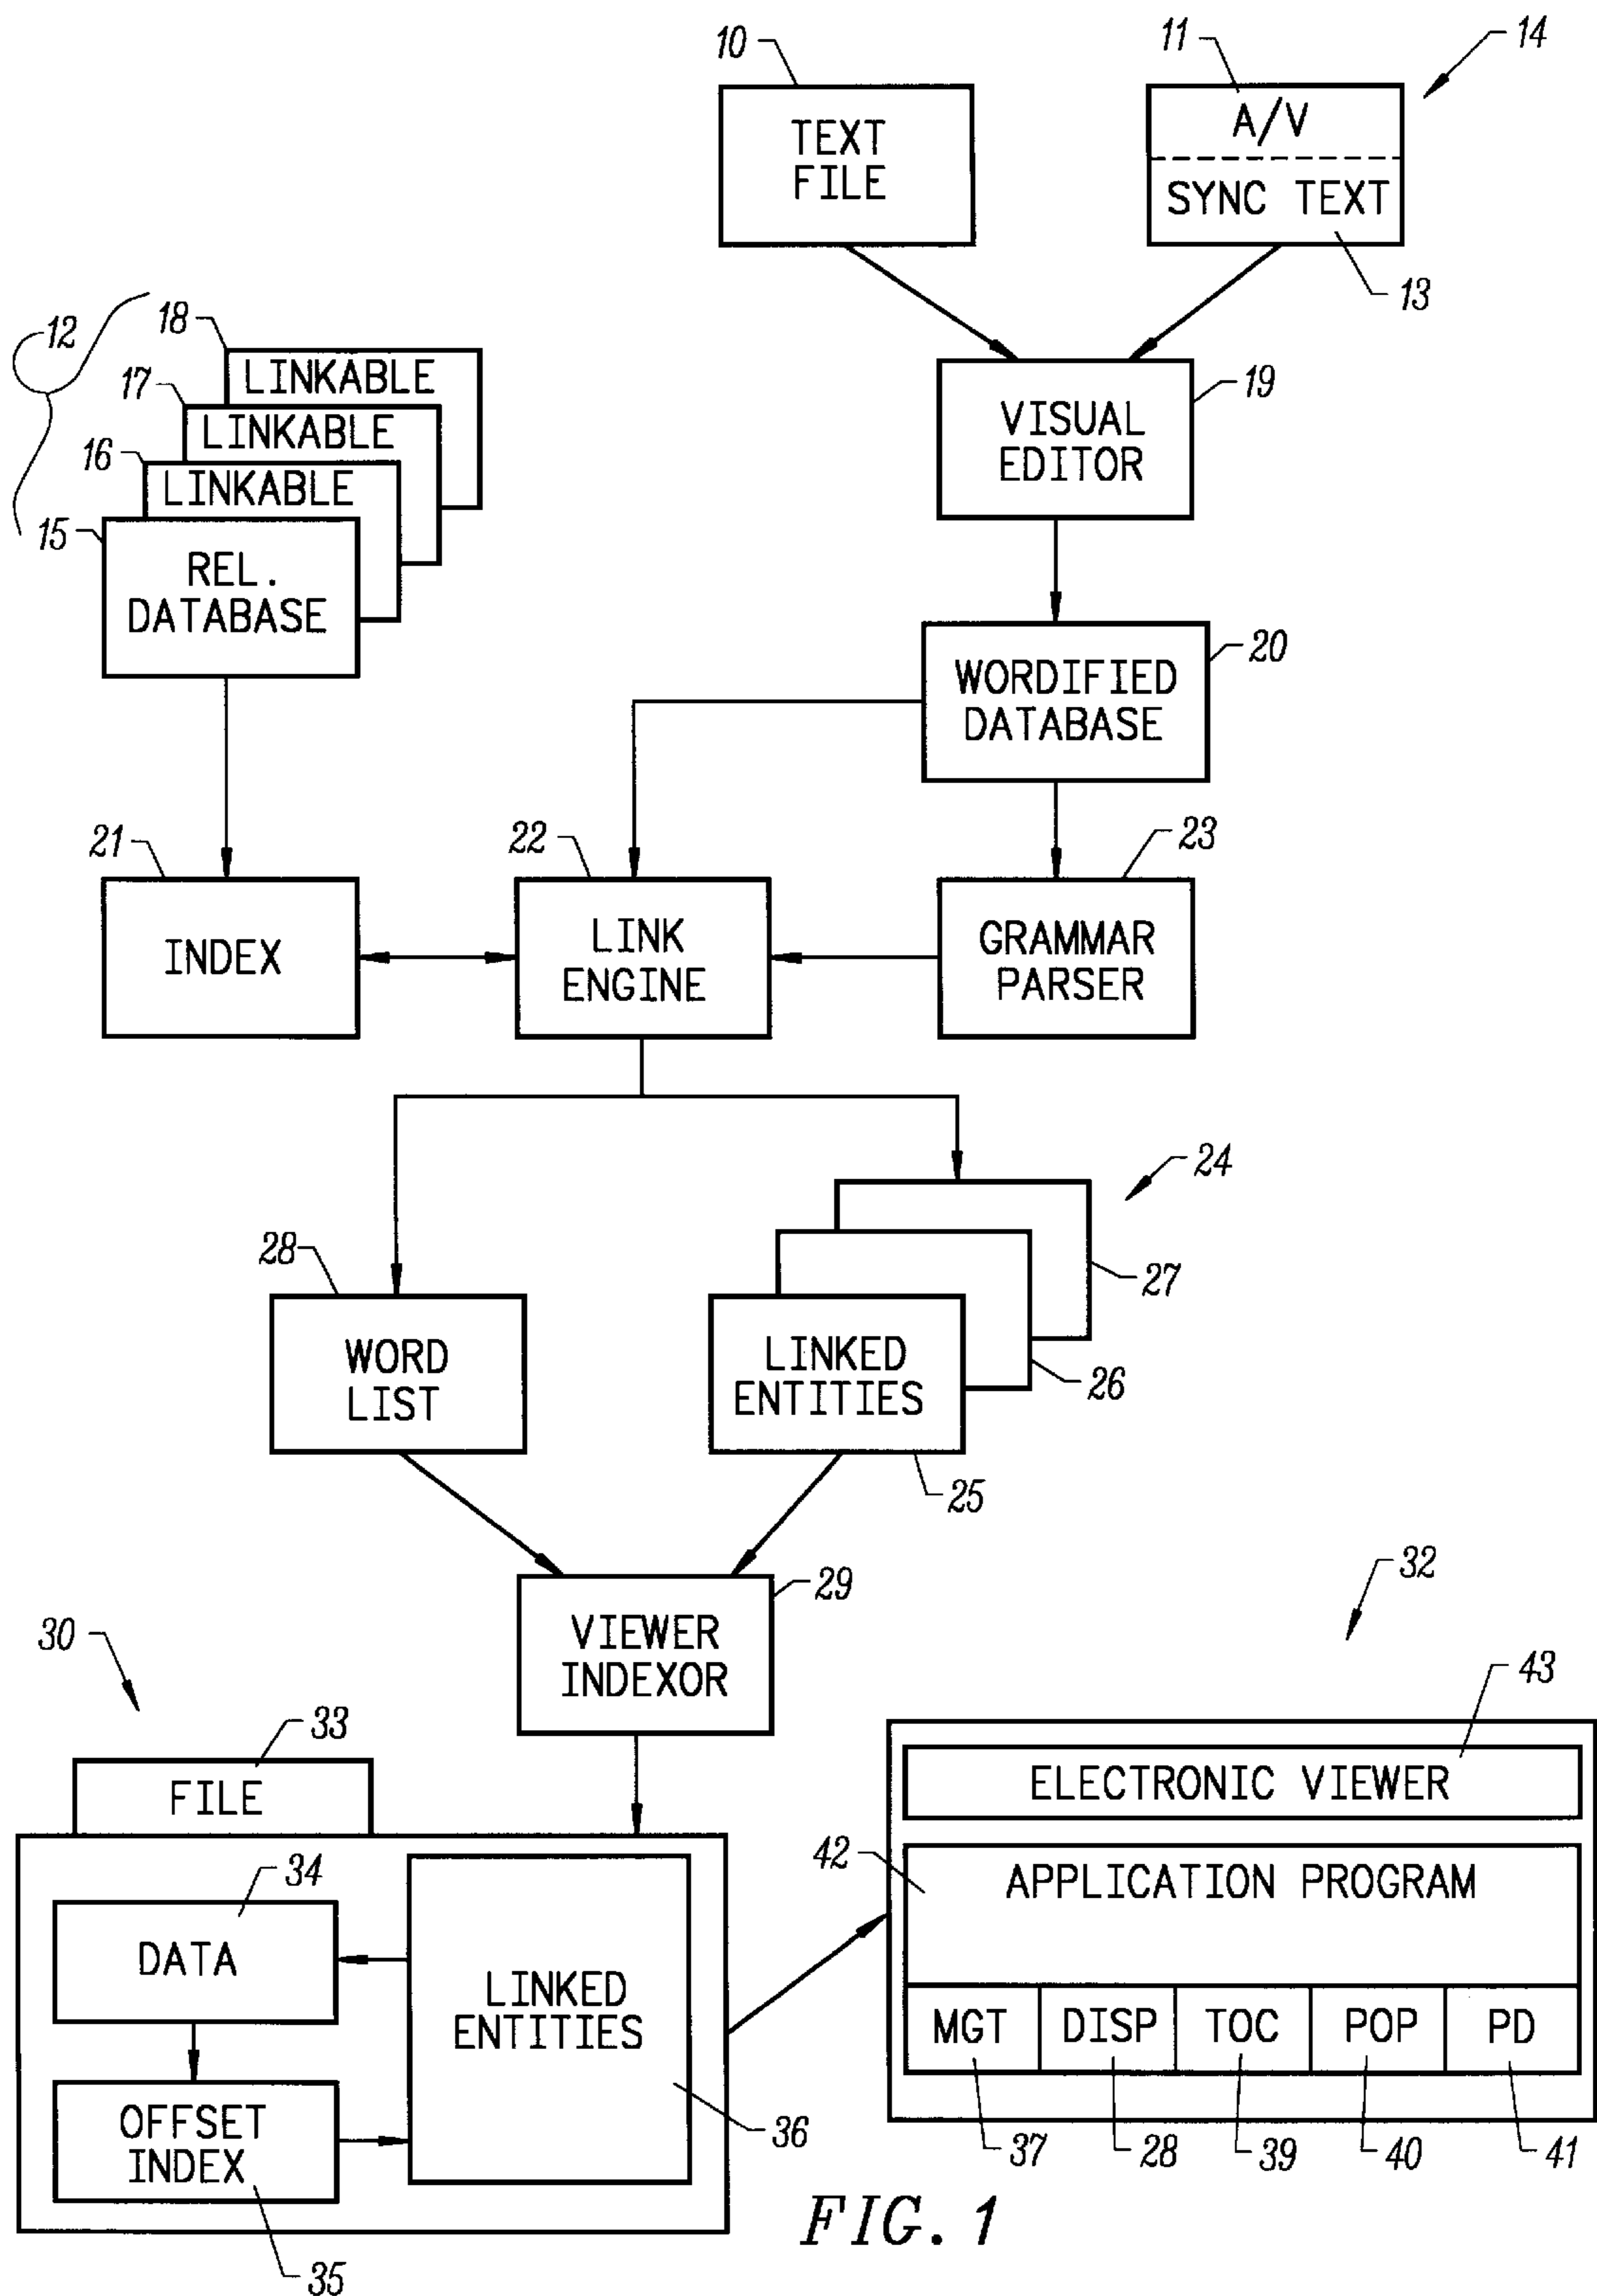 10
11
14
TEXT
FILE
A/V
SYNC TEXT
13
12
18
LINKABLE
17
LINKABLE
16
LINKABLE
15
REL.
DATABASE
19
VISUAL
EDITOR
20
WORDIFIED
DATABASE
21
22
23
INDEX
LINK
ENGINE
GRAMMAR
PARSER
24
28
27
WORD
LIST
LINKED
ENTITIES
26
25
29
32
30
VIEWER
INDEXOR
33
43
FILE
ELECTRONIC VIEWER
34
42
APPLICATION PROGRAM
DATA
LINKED
ENTITIES
MGT
DISP
TOC
POP
PD
OFFSET
INDEX
36
37
28
39
40
41
35
FIG. 1